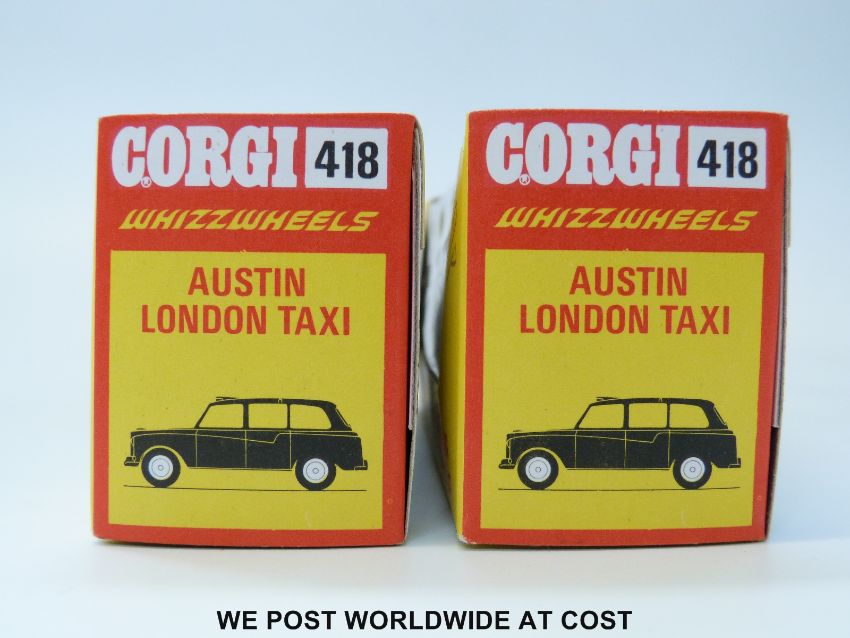 CORGI 418
WHIZZWHEELS
AUSTIN
LONDON TAXI
CORGI 418
WHIZZWHEELS
AUSTIN
LONDON TAXI
WE POST WORLDWIDE AT COST